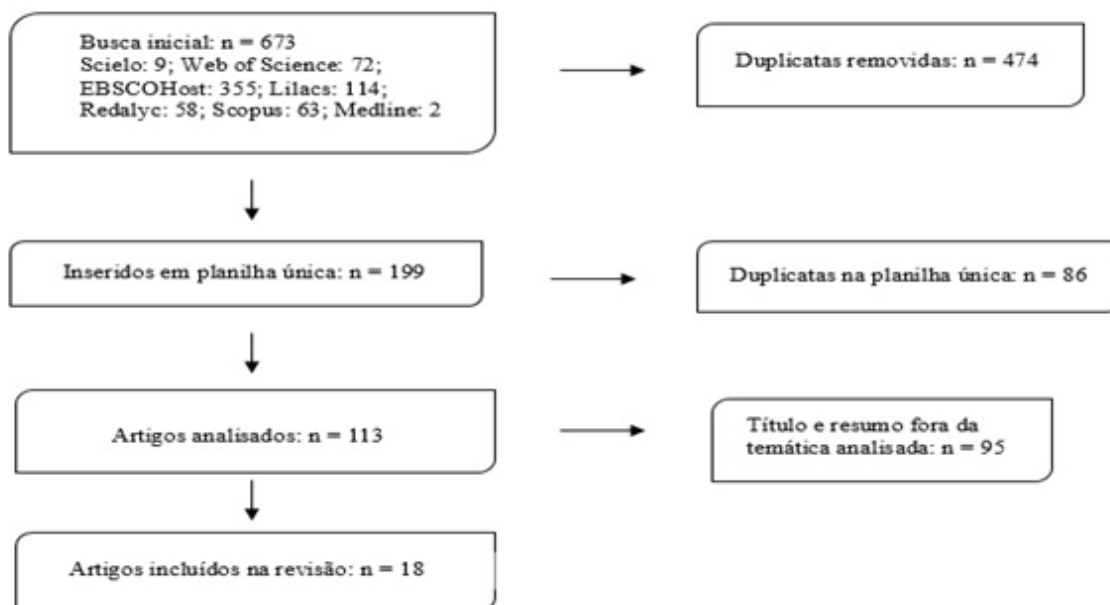 Busca inicial: n = 673
Scielo: 9; Web of Science: 72;
EBSCOHost: 355; Lilacs: 114;
Redalyc: 58; Scopus: 63; Medline: 2
Duplicatas removidas: n = 474
Inseridos em planilha única: n = 199
Duplicatas na planilha única: n = 86
Artigos analisados: n = 113
Título e resumo fora da
temática analisada: n = 95
Artigos incluídos na revisão: n = 18